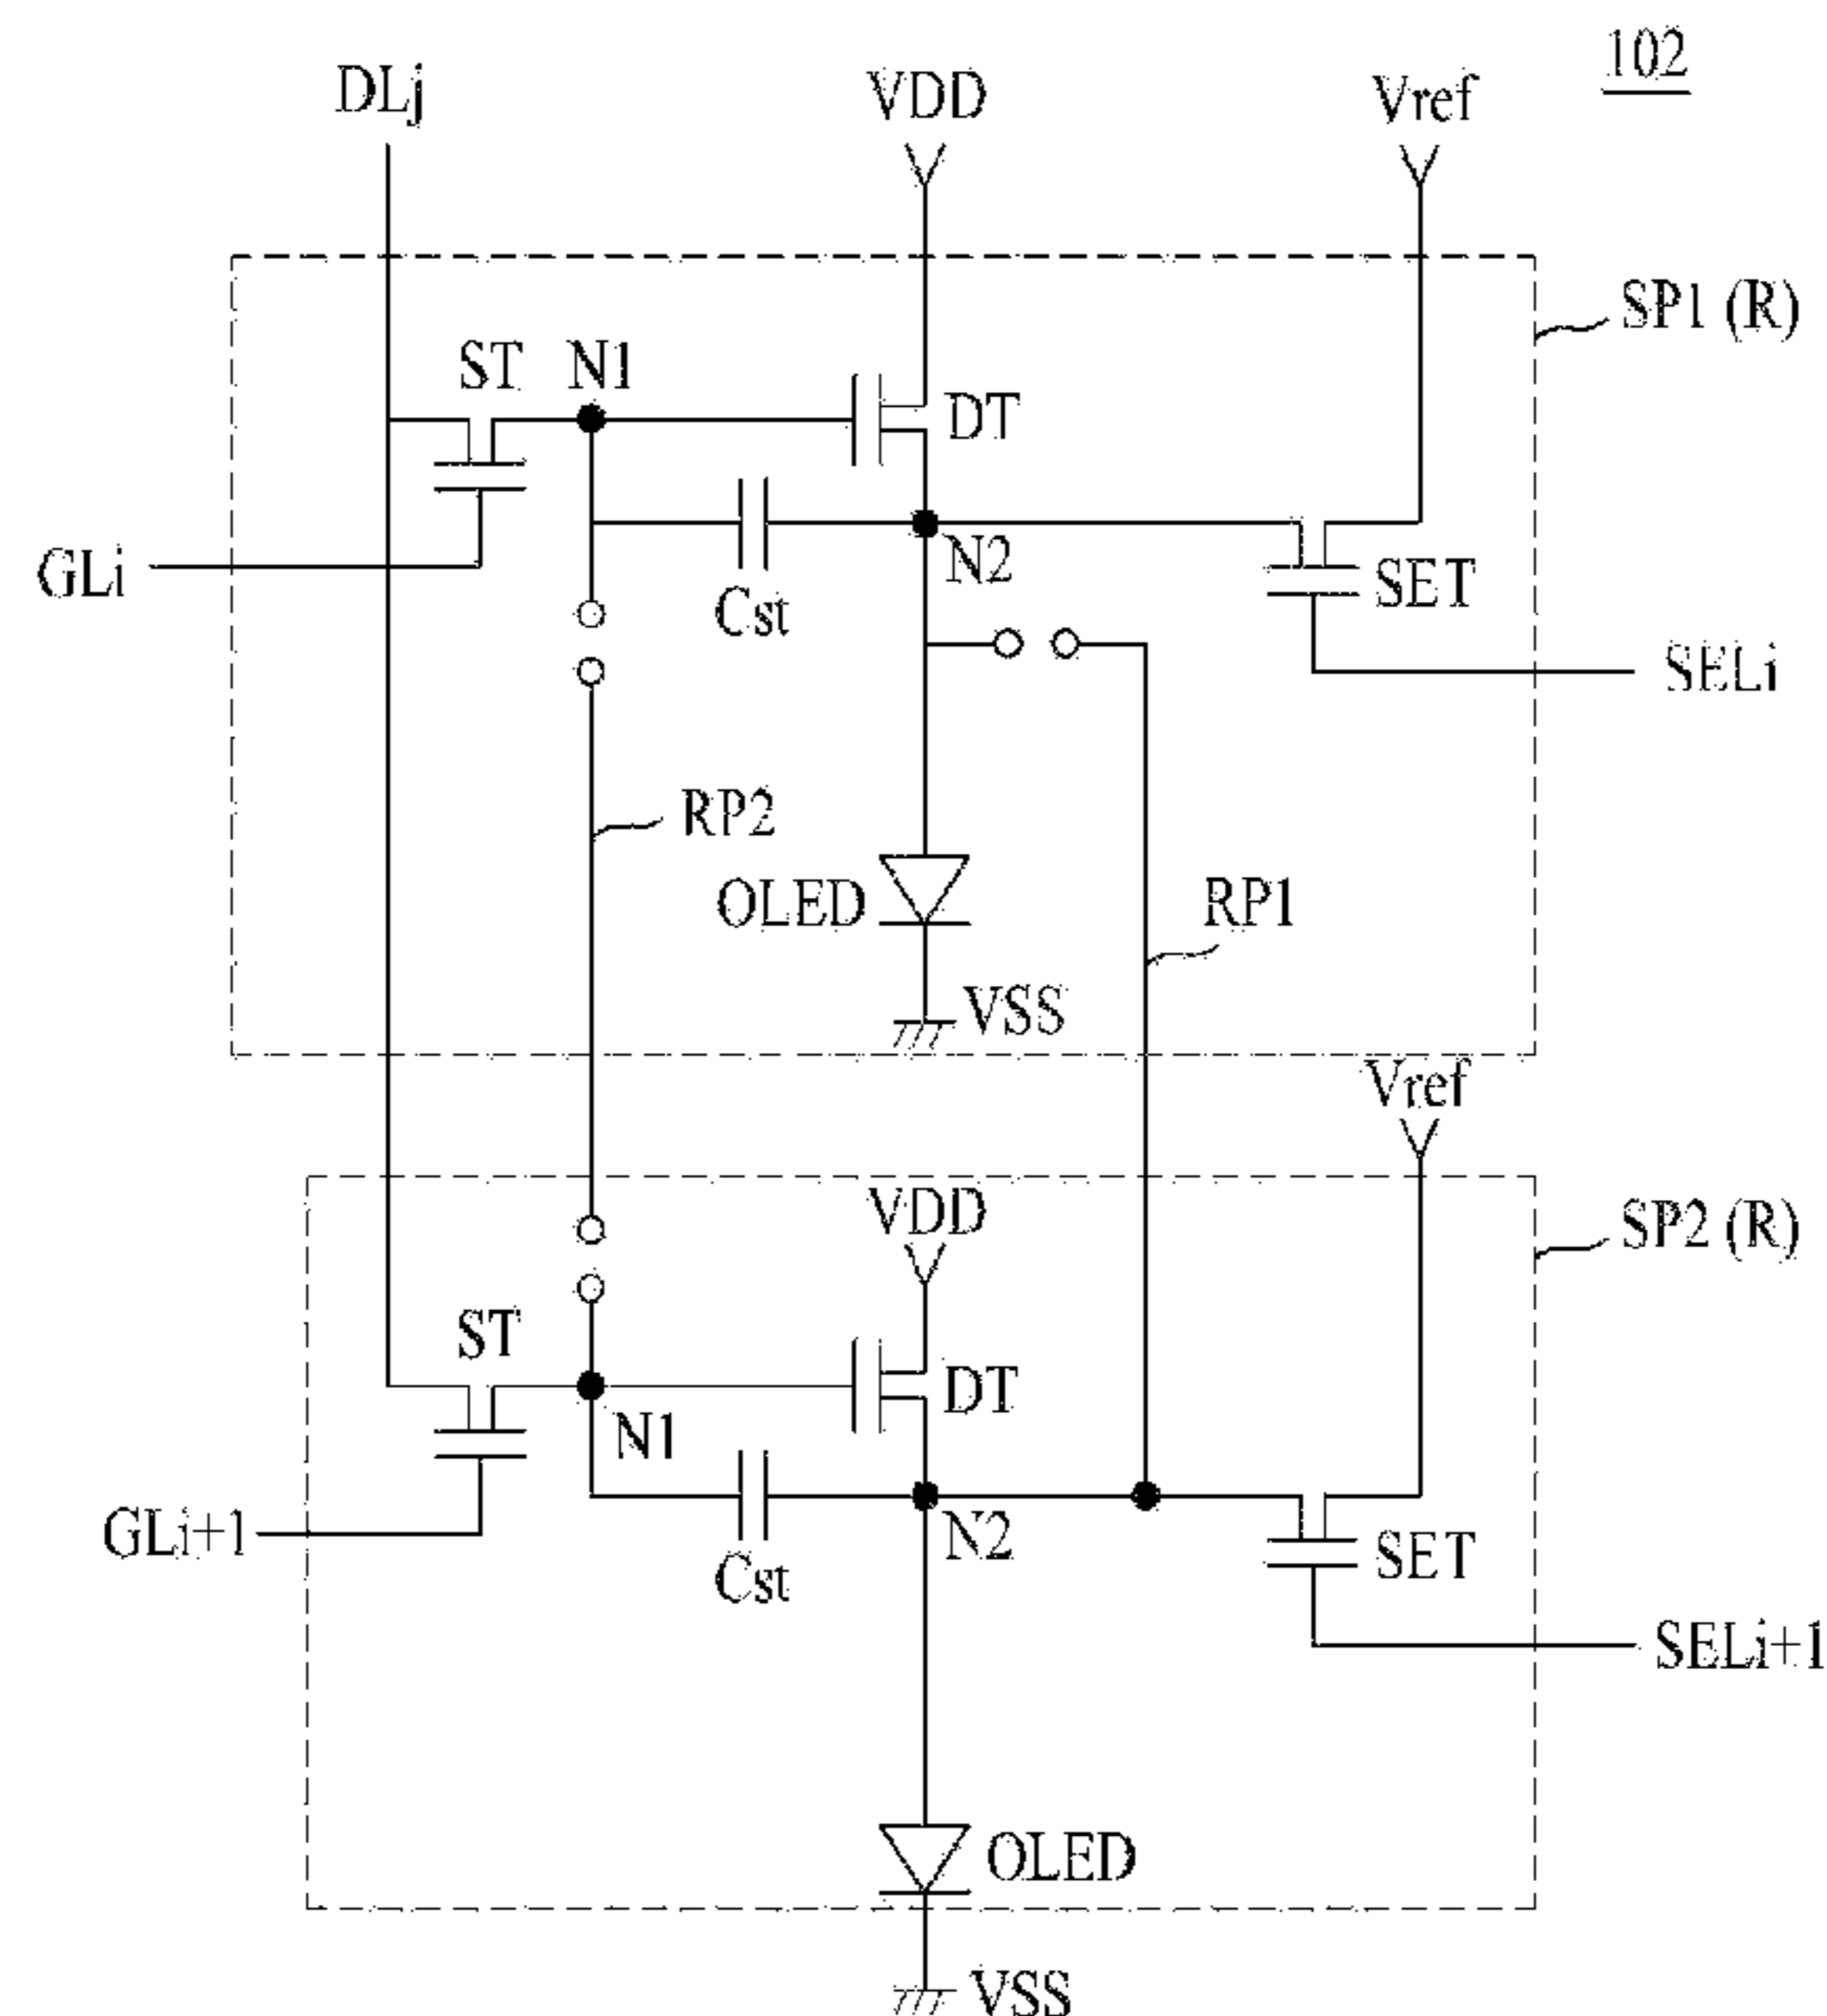 102
DLj
VDD
Vref
SP1 (R)
ST
N1
DT
GLi
Cst
N2
SET
SELi
RP2
OLED
RP1
VSS
Vref
VDD
SP2 (R)
ST
N1
DT
GLi+1
Cst
N2
SET
SELi+1
OLED
VSS